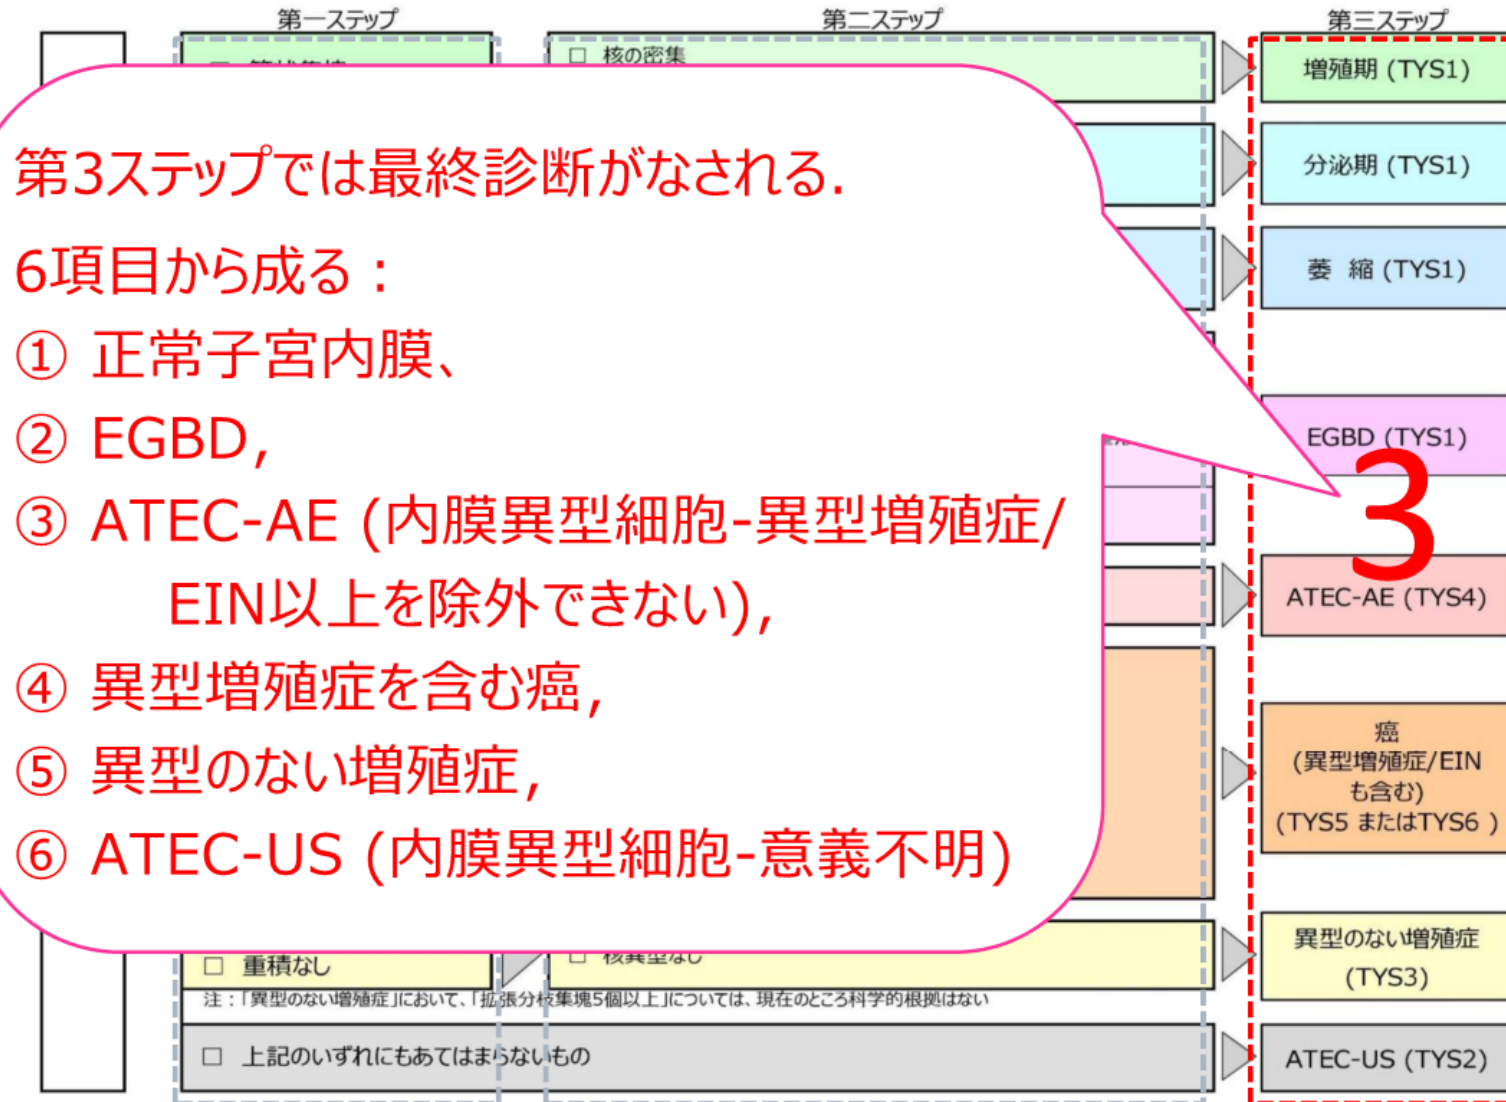 第一ステップ
第二ステップ
第三ステップ
□ 核の密集
増殖期 (TYS1)
分泌期 (TYS1)
萎 縮 (TYS1)
EGBD (TYS1)
3
ATEC-AE (TYS4)
癌
(異型増殖症/EIN
も含む)
(TYS5 またはTYS6 )
異型のない増殖症
(TYS3)
ATEC-US (TYS2)
第3ステップでは最終診断がなされる.
6項目から成る：
① 正常子宮内膜、
② EGBD,
③ ATEC-AE (内膜異型細胞-異型増殖症/
EIN以上を除外できない),
④ 異型増殖症を含む癌,
⑤ 異型のない増殖症,
⑥ ATEC-US (内膜異型細胞-意義不明)
□ 重積なし
□ 核異型なし
注：「異型のない増殖症」において、「拡張分枝集塊5個以上」については、現在のところ科学的根拠はない
□ 上記のいずれにもあてはまらないもの